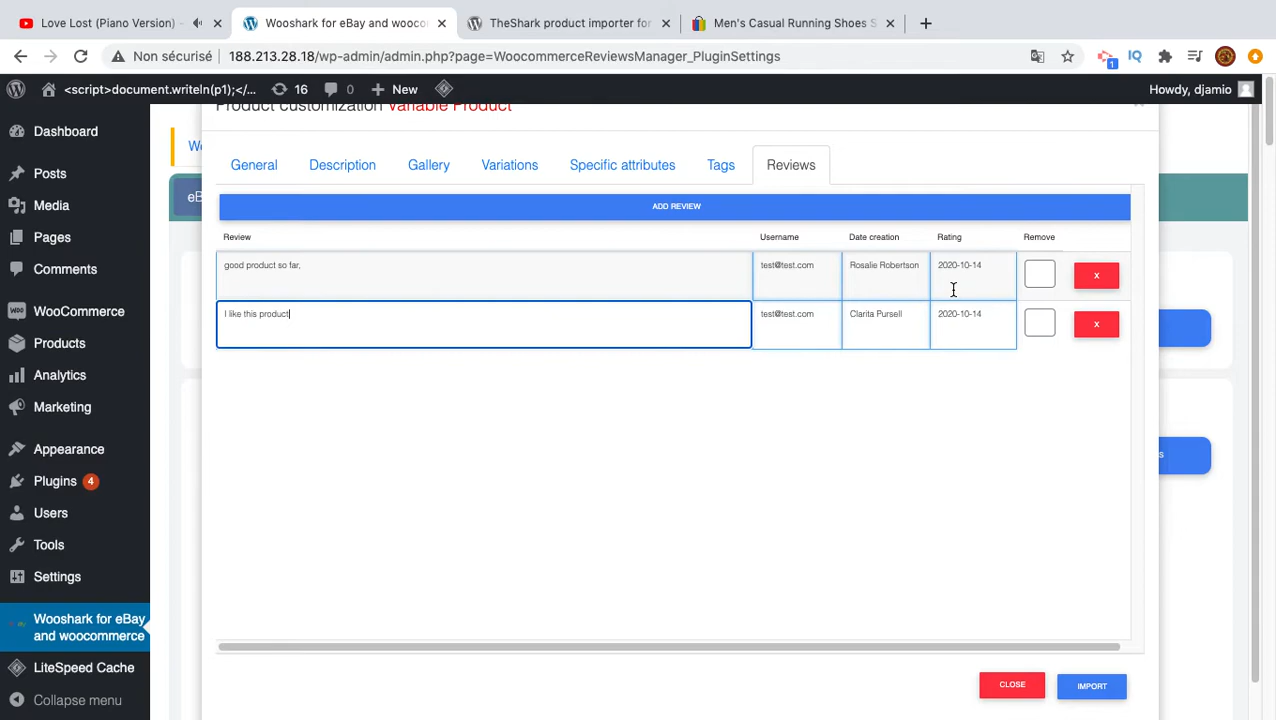 Love Lost (Piano Version)
Wooshark for eBay and wooco
TheShark product importer for
Men's Casual Running Shoes S
Non sécurisé
188.213.28.18/wp-admin/admin.php?page=WoocommerceReviewsManager_PluginSettings
1
<script>document.writeln(p1);</...
16
0
New
Howdy, djamio
Product customization Variable Product
Dashboard
Posts
Media
Pages
Comments
WooCommerce
Products
Analytics
Marketing
Appearance
Plugins 4
Users
Tools
Settings
Wooshark for eBay
and woocommerce
LiteSpeed Cache
Collapse menu
Wo
eB
General
Description
Gallery
Variations
Specific attributes
Tags
Reviews
ADD REVIEW
Review
Username
Date creation
Rating
Remove
good product so far,
test@test.com
Rosalie Robertson
2020-10-14
X
I like this product
test@test.com
Clarita Pursell
2020-10-14
X
s
CLOSE
IMPORT